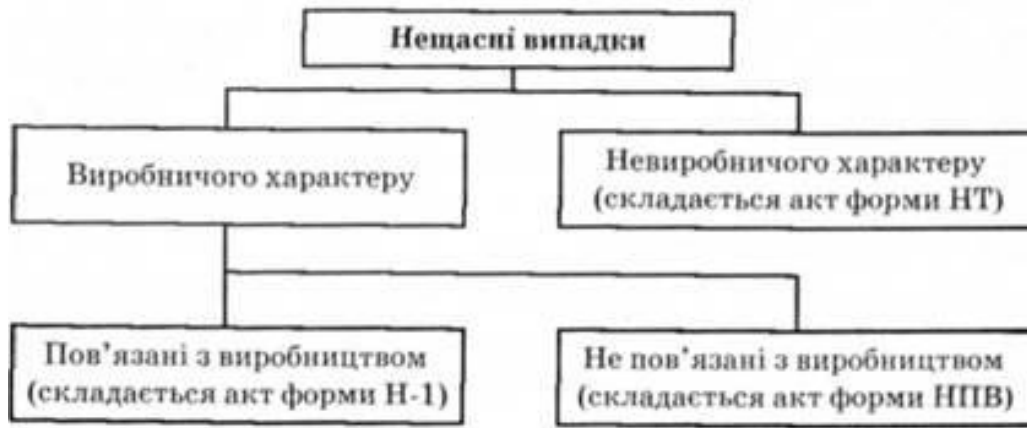 Нещасні випадки
Виробничого характеру
Невиробничого характеру
(складається акт форми НТ)
Пов’язані з виробництвом
(складається акт форми Н-1)
Не пов’язані з виробництвом
(складається акт форми НПВ)